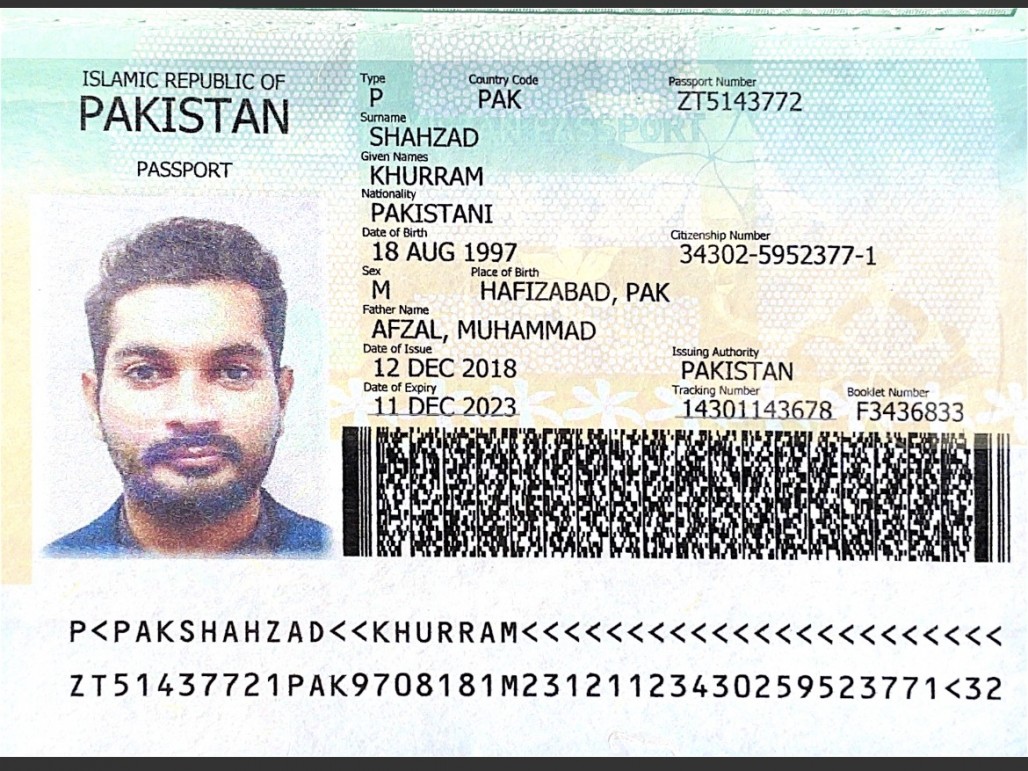 ISLAMIC REPUBLIC OF
PAKISTAN
PASSPORT
Type Country Code Passport Number
P PAK ZT5143772
Surname
SHAHZAD
Given Names
KHURRAM
Nationality
PAKISTANI
Date of Birth Citizenship Number
18 AUG 1997 34302-5952377-1
Sex Place of Birth
M HAFIZABAD, PAK
Father Name
AFZAL, MUHAMMAD
Date of Issue Issuing Authority
12 DEC 2018 PAKISTAN
Date of Expiry Tracking Number Booklet Number
11 DEC 2023 14301143678 F3436833
P<PAKSHAHZAD<<KHURRAM<<<<<<<<<<<<<<<<<<<<<<<
ZT51437721PAK9708181M23121123430259523771<32